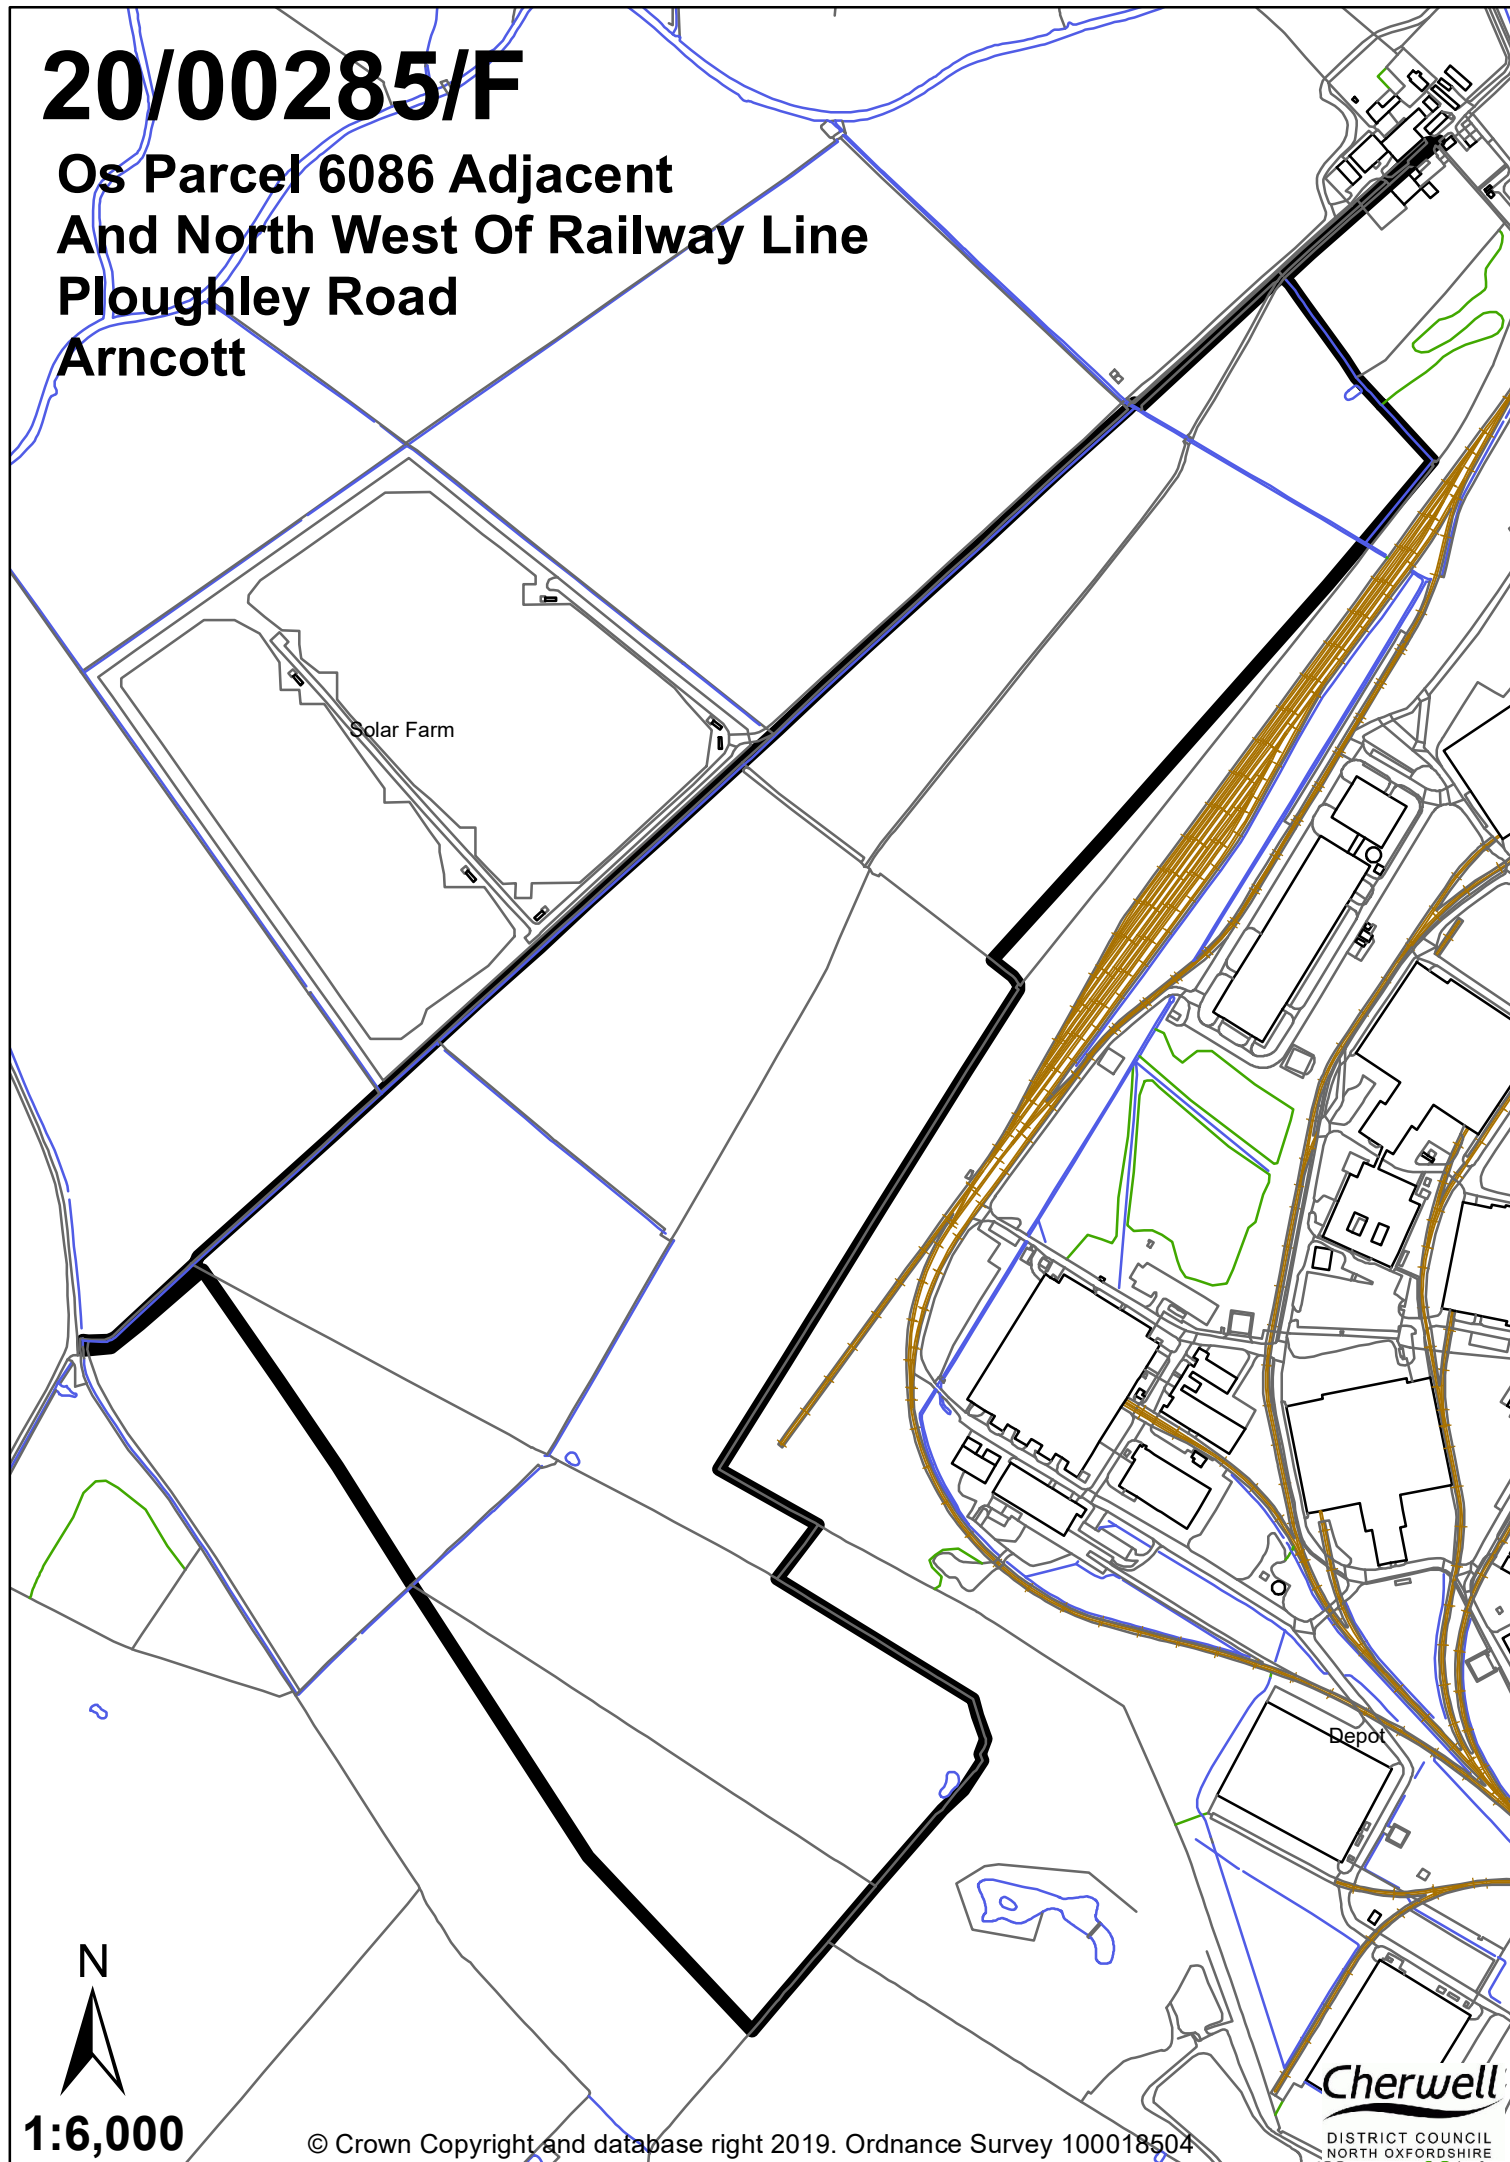 20/00285/F
Os Parcel 6086 Adjacent
And North West Of Railway Line
Ploughley Road
Arncott
Solar Farm
Depot
N
1:6,000
© Crown Copyright and database right 2019. Ordnance Survey 100018504
Cherwell
DISTRICT COUNCIL
NORTH OXFORDSHIRE